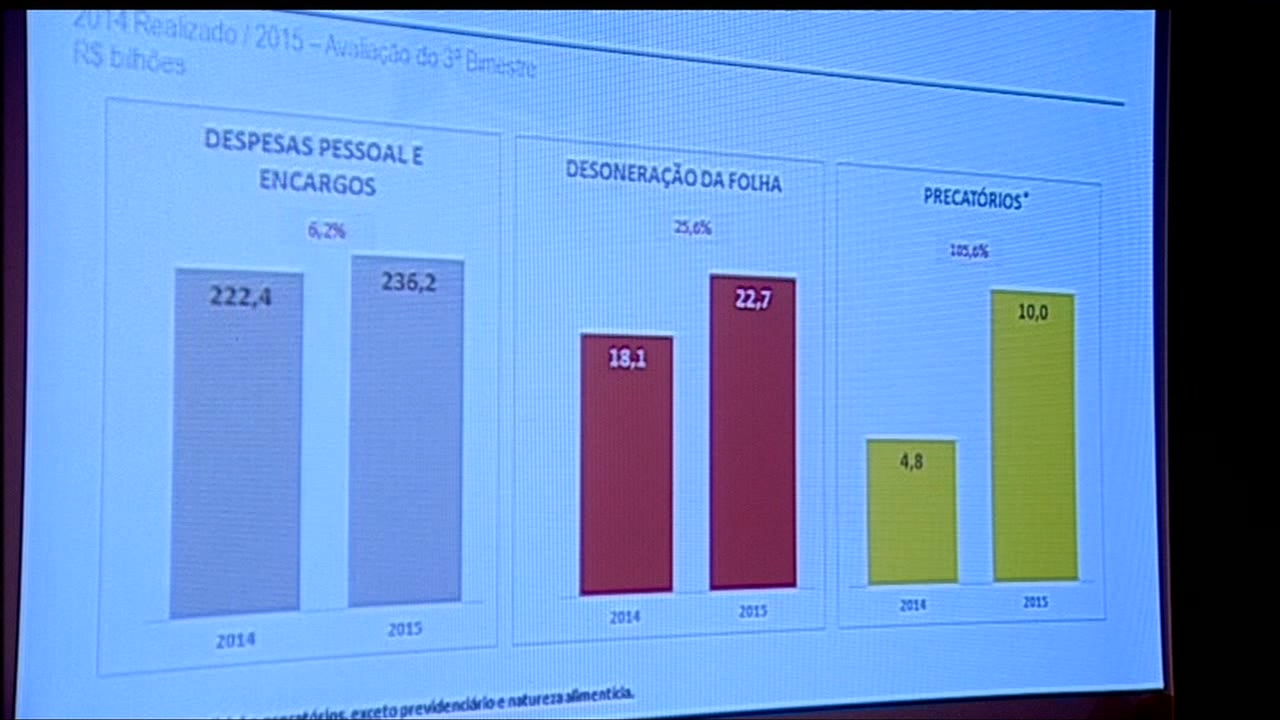 2014 Realizado / 2015 – Avaliação do 3º Bimestre
R$ bilhões
DESPESAS PESSOAL E
ENCARGOS
6,2%
222,4
236,2
2014
2015
DESONERAÇÃO DA FOLHA
25,6%
18,1
22,7
2014
2015
PRECATÓRIOS*
105,6%
4,8
10,0
2014
2015
precatórios, exceto previdenciário e natureza alimentícia.